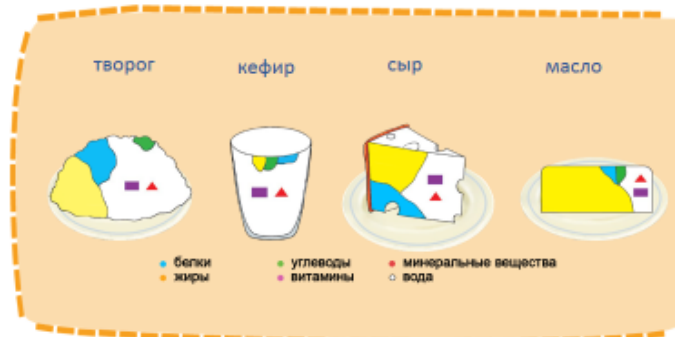 творог кефир сыр масло
белки углеводы минеральные вещества
жиры витамины вода